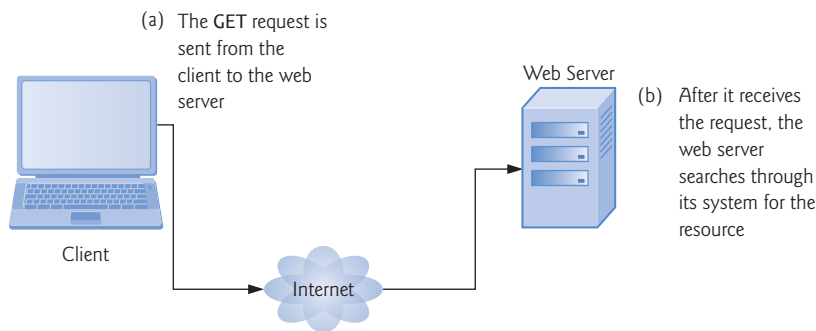 (a) The GET request is
sent from the
client to the web
server
Web Server
(b) After it receives
the request, the
web server
searches through
its system for the
resource
Client
Internet